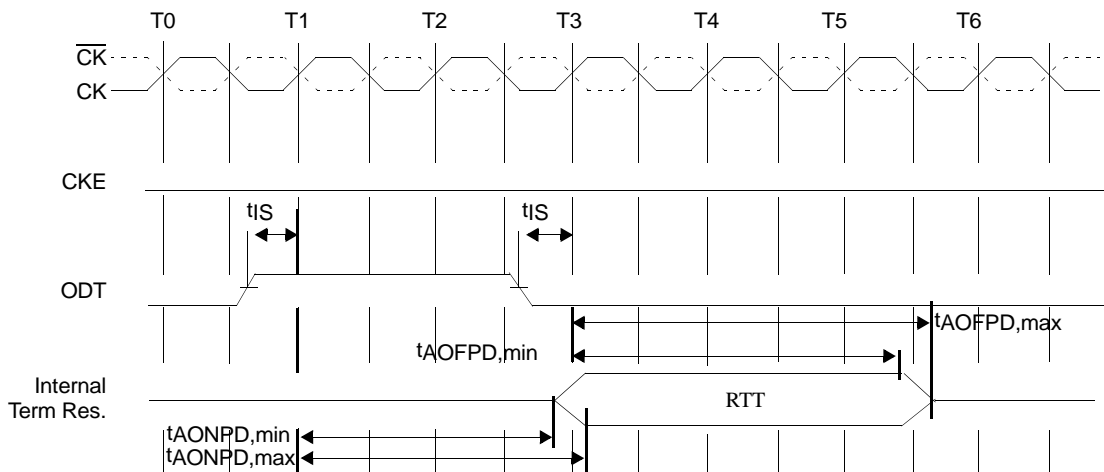 T0 T1 T2 T3 T4 T5 T6
CK
CK
CKE
tIS tIS
ODT
tAOFPD,max
tAOFPD,min
Internal
Term Res.
RTT
tAONPD,min
tAONPD,max